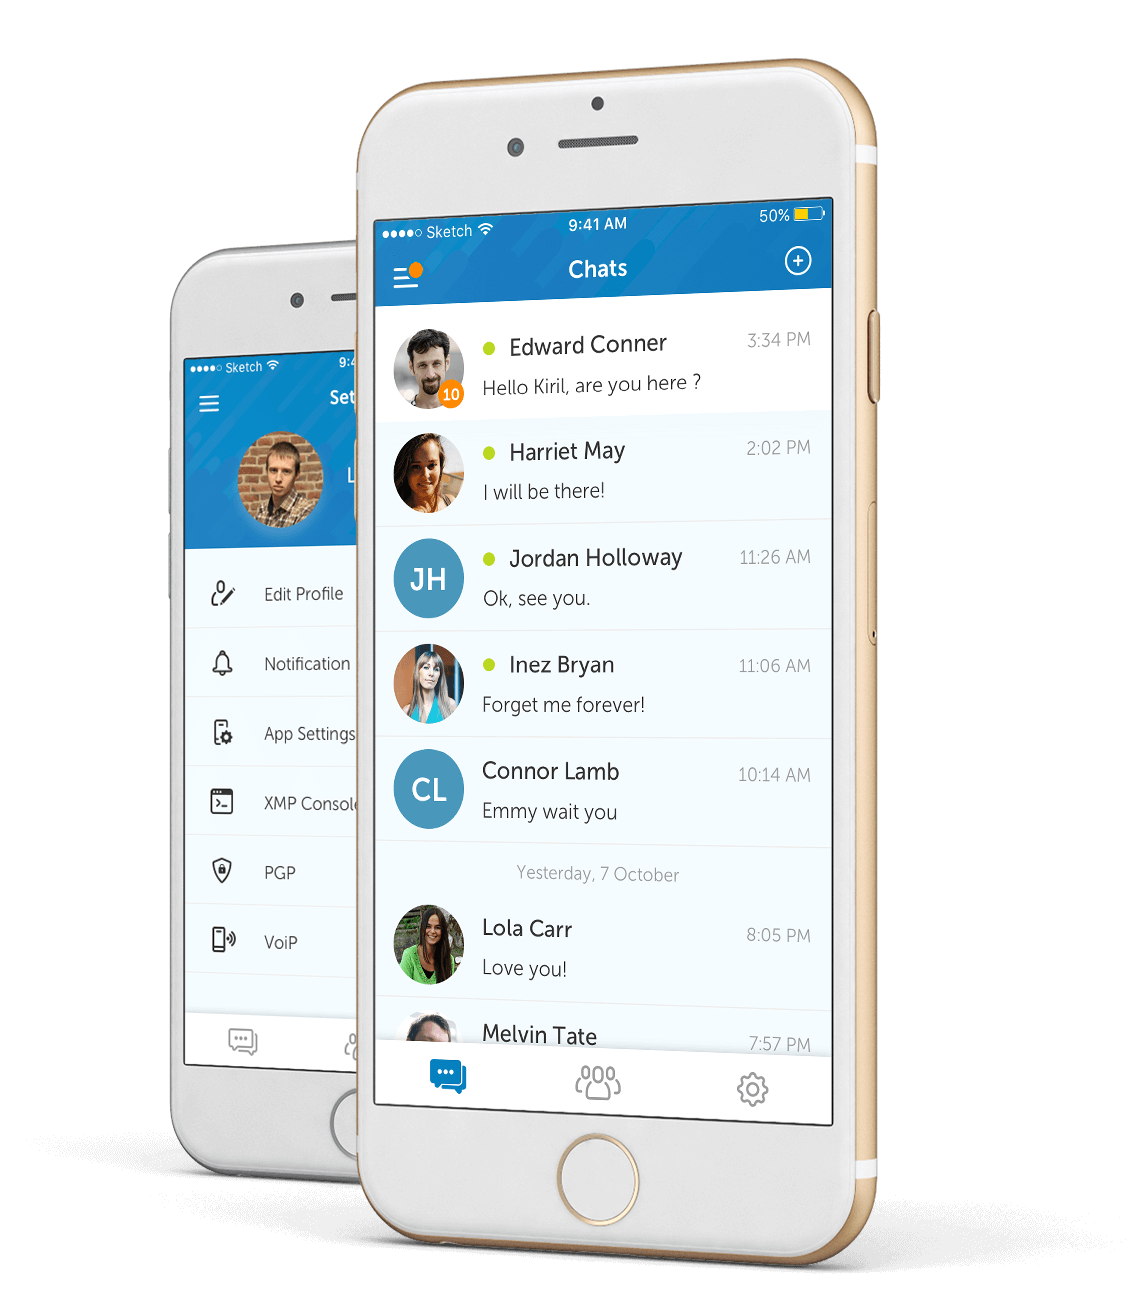 Sketch
9:41 AM
50%
Chats
Edward Conner
3:34 PM
Hello Kiril, are you here ?
10
Harriet May
2:02 PM
I will be there!
JH
Jordan Holloway
11:26 AM
Ok, see you.
Inez Bryan
11:06 AM
Forget me forever!
CL
Connor Lamb
10:14 AM
Emmy wait you
Yesterday, 7 October
Lola Carr
8:05 PM
Love you!
Melvin Tate
7:57 PM
Sketch
9:4
Set
L
Edit Profile
Notification
App Settings
XMP Consol
PGP
VoiP